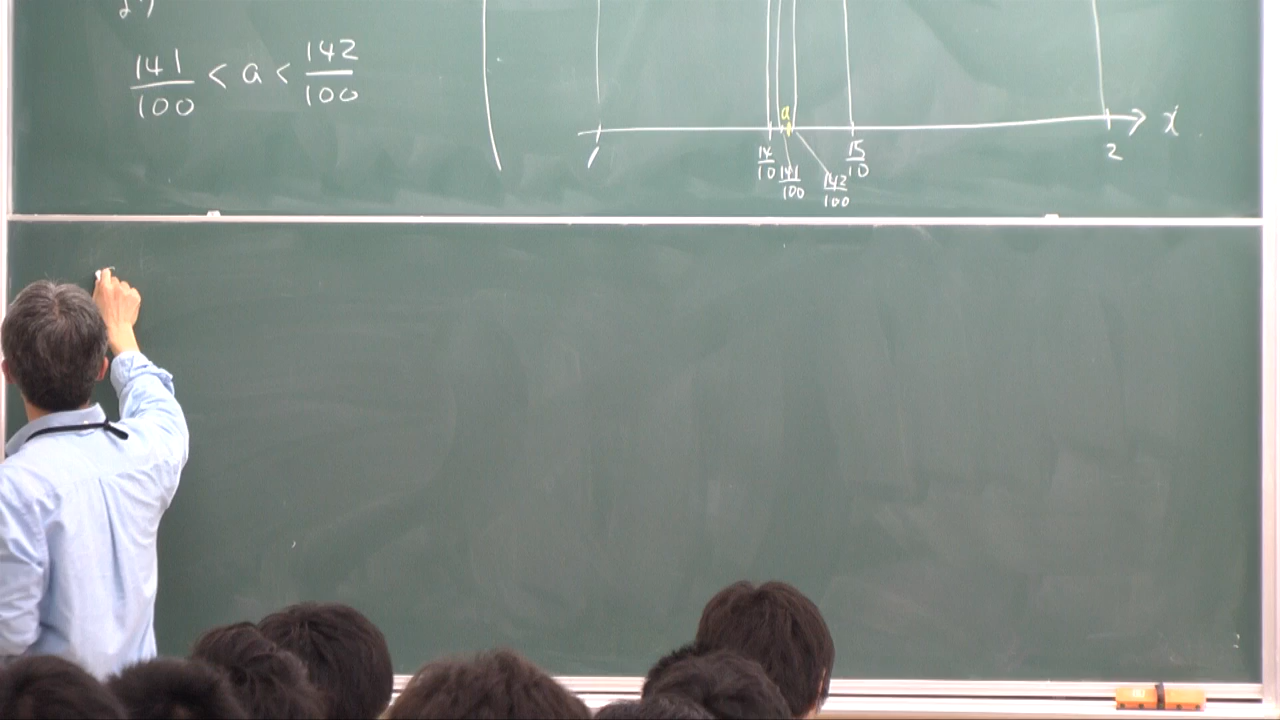 141/100 < a < 142/100
a
x
1 14/10 15/10 2
141/100 142/100